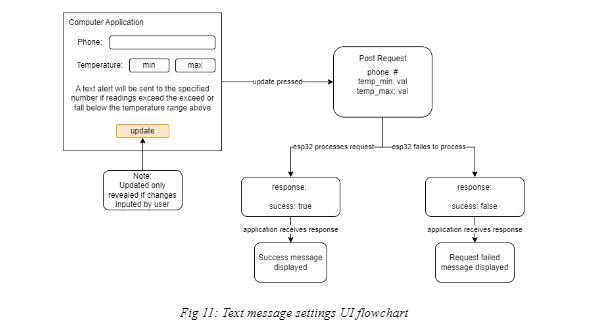 Computer Application
Phone:
Temperature:
min
max
A text alert will be sent to the specified
number if readings exceed the exceed or
fall below the temperature range above
update
Note:
Updated only
revealed if changes
inputed by user
update pressed
Post Request
phone: #
temp_min: val
temp_max: val
esp32 processes request
esp32 failes to process
response:
sucess: true
response:
sucess: false
application receives response
application receives response
Success message
displayed
Request failed
message displayed
Fig 11: Text message settings UI flowchart